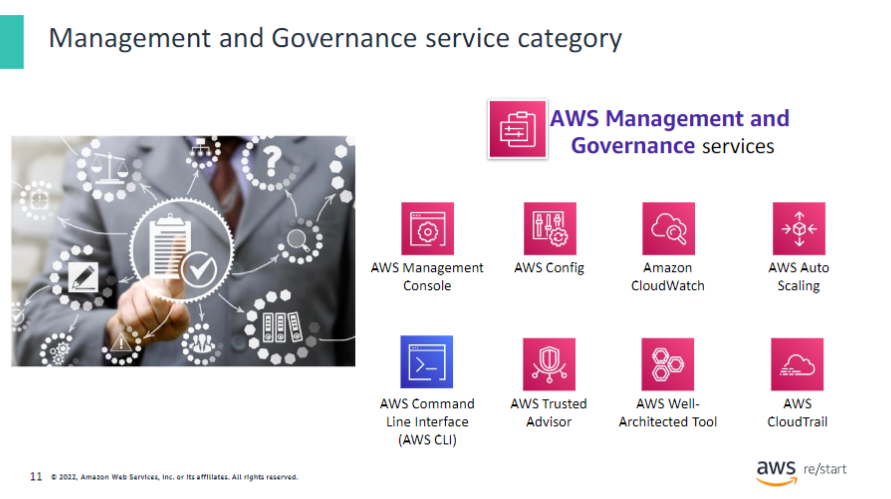 Management and Governance service category
AWS Management and
Governance services
AWS Management
Console
AWS Config
Amazon
CloudWatch
AWS Auto
Scaling
AWS Command
Line Interface
(AWS CLI)
AWS Trusted
Advisor
AWS Well-
Architected Tool
AWS
CloudTrail
11 © 2022, Amazon Web Services, Inc. or its affiliates. All rights reserved.
aws re/start